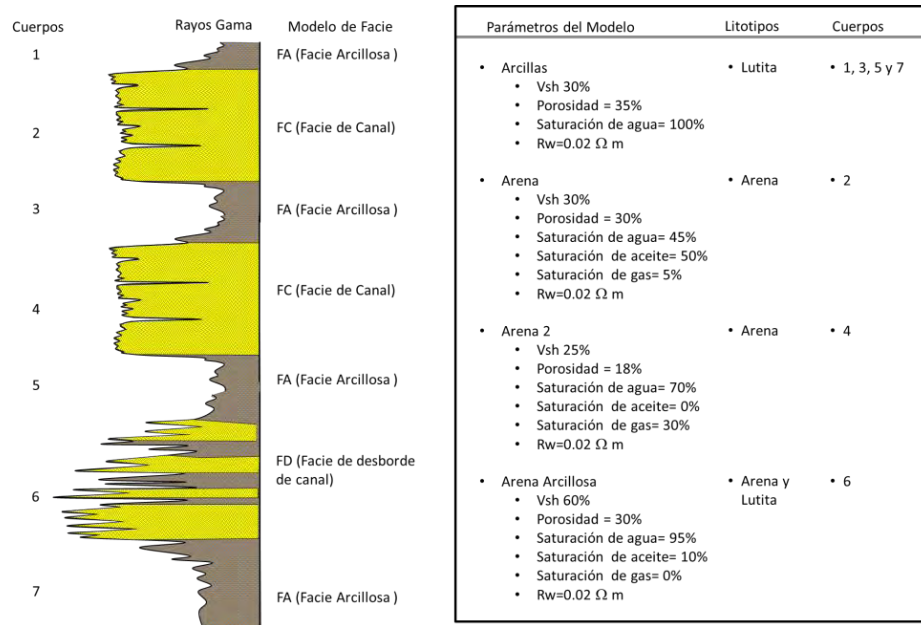 Cuerpos Rayos Gama Modelo de Facie
1 FA (Facie Arcillosa )
2 FC (Facie de Canal)
3 FA (Facie Arcillosa )
4 FC (Facie de Canal)
5 FA (Facie Arcillosa )
6 FD (Facie de desborde
de canal)
7 FA (Facie Arcillosa )
Parámetros del Modelo Litotipos Cuerpos
• Arcillas • Lutita • 1, 3, 5 y 7
• Vsh 30%
• Porosidad = 35%
• Saturación de agua= 100%
• Rw=0.02 Ω m
• Arena • Arena • 2
• Vsh 30%
• Porosidad = 30%
• Saturación de agua= 45%
• Saturación de aceite= 50%
• Saturación de gas= 5%
• Rw=0.02 Ω m
• Arena 2 • Arena • 4
• Vsh 25%
• Porosidad = 18%
• Saturación de agua= 70%
• Saturación de aceite= 0%
• Saturación de gas= 30%
• Rw=0.02 Ω m
• Arena Arcillosa • Arena y • 6
Lutita
• Vsh 60%
• Porosidad = 30%
• Saturación de agua= 95%
• Saturación de aceite= 10%
• Saturación de gas= 0%
• Rw=0.02 Ω m